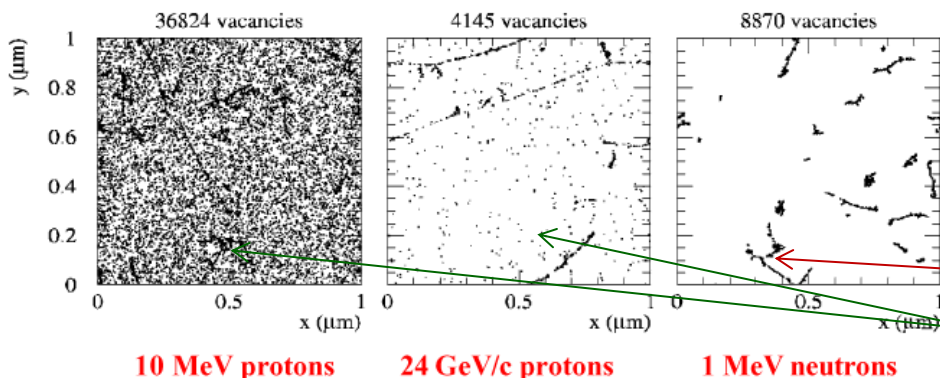 36824 vacancies
4145 vacancies
8870 vacancies
y (μm)
1
0.8
0.6
0.4
0.2
0
0 0.5 1
x (μm)
0 0.5 1
x (μm)
0.5 1
x (μm)
10 MeV protons
24 GeV/c protons
1 MeV neutrons